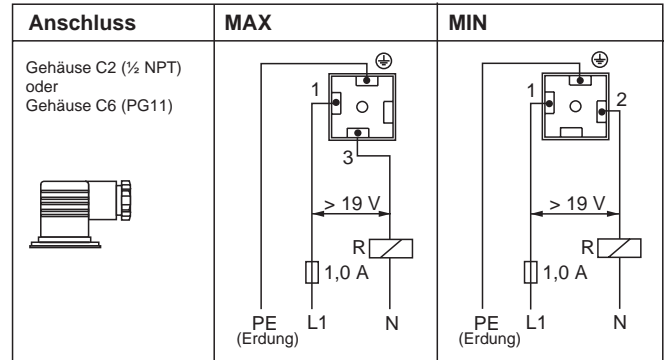 Anschluss
MAX
MIN
Gehäuse C2 (½ NPT)
oder
Gehäuse C6 (PG11)
1
3
> 19 V
R
1,0 A
PE
(Erdung)
L1
N
1
2
> 19 V
R
1,0 A
PE
(Erdung)
L1
N